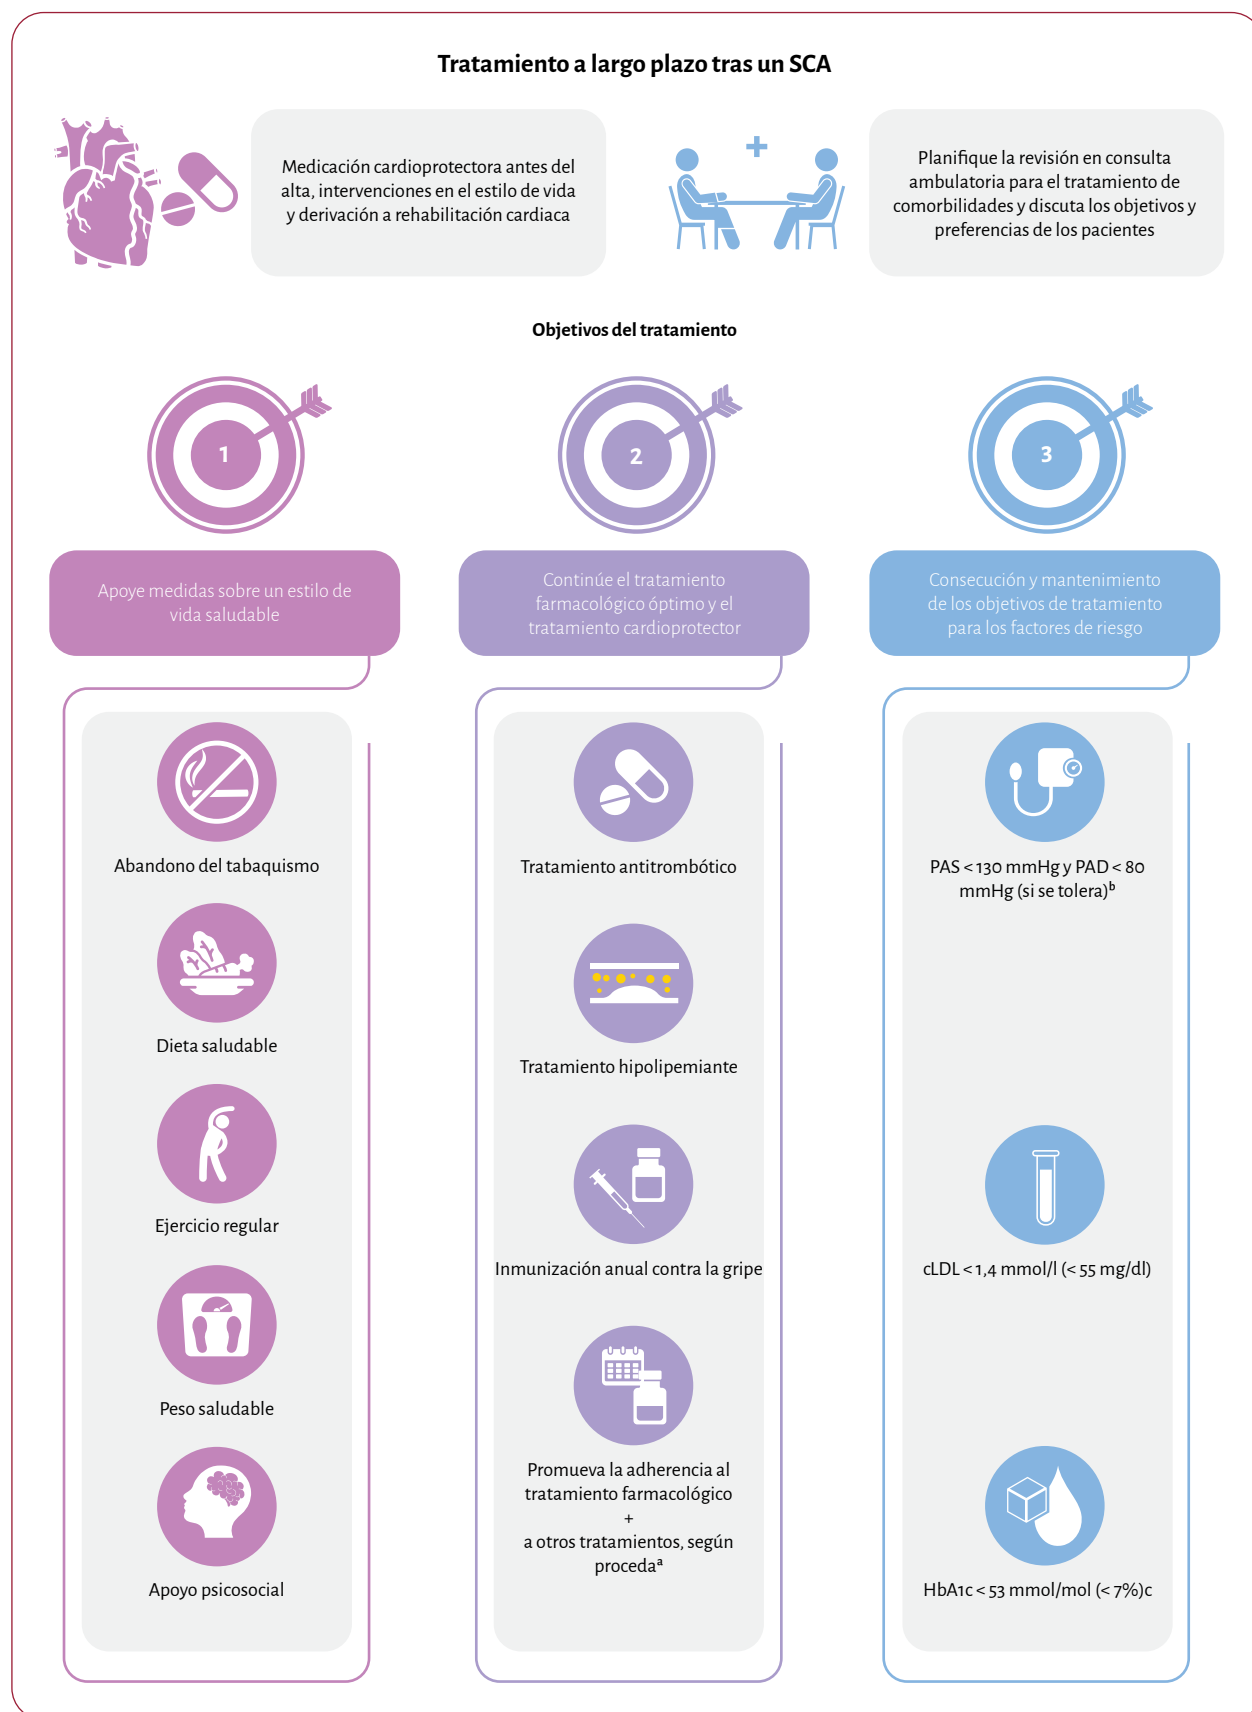 Tratamiento a largo plazo tras un SCA
Medicación cardioprotectora antes del
alta, intervenciones en el estilo de vida
y derivación a rehabilitación cardiaca
Planifique la revisión en consulta
ambulatoria para el tratamiento de
comorbilidades y discuta los objetivos y
preferencias de los pacientes
Objetivos del tratamiento
1
2
3
Apoye medidas sobre un estilo de
vida saludable
Continúe el tratamiento
farmacológico óptimo y el
tratamiento cardioprotector
Consecución y mantenimiento
de los objetivos de tratamiento
para los factores de riesgo
Abandono del tabaquismo
Dieta saludable
Ejercicio regular
Peso saludable
Apoyo psicosocial
Tratamiento antitrombótico
Tratamiento hipolipemiante
Inmunización anual contra la gripe
Promueva la adherencia al
tratamiento farmacológico
+
a otros tratamientos, según
procedaᵃ
PAS < 130 mmHg y PAD < 80
mmHg (si se tolera)ᵇ
cLDL < 1,4 mmol/l (< 55 mg/dl)
HbA1c < 53 mmol/mol (< 7%)c